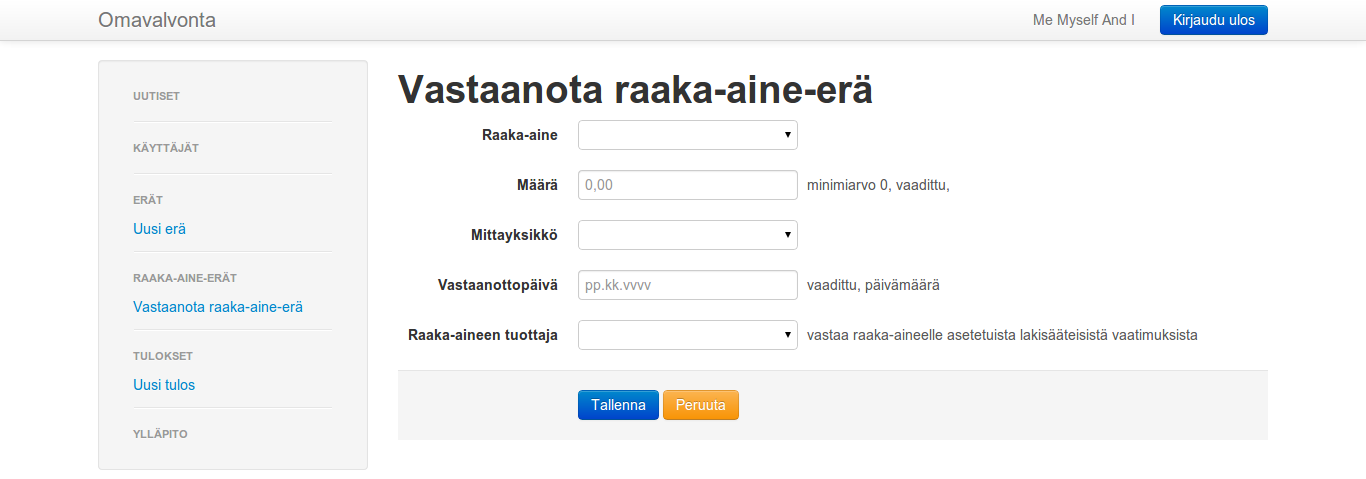 Omavalvonta
Me Myself And I
Kirjaudu ulos
UUTISET
KÄYTTÄJÄT
ERÄT
Uusi erä
RAAKA-AINE-ERÄT
Vastaanota raaka-aine-erä
TULOKSET
Uusi tulos
YLLÄPITO
Vastaanota raaka-aine-erä
Raaka-aine
Määrä 0,00 minimiarvo 0, vaadittu,
Mittayksikkö
Vastaanottopäivä pp.kk.vvvv vaadittu, päivämäärä
Raaka-aineen tuottaja vastaa raaka-aineelle asetetuista lakisääteisistä vaatimuksista
Tallenna Peruuta